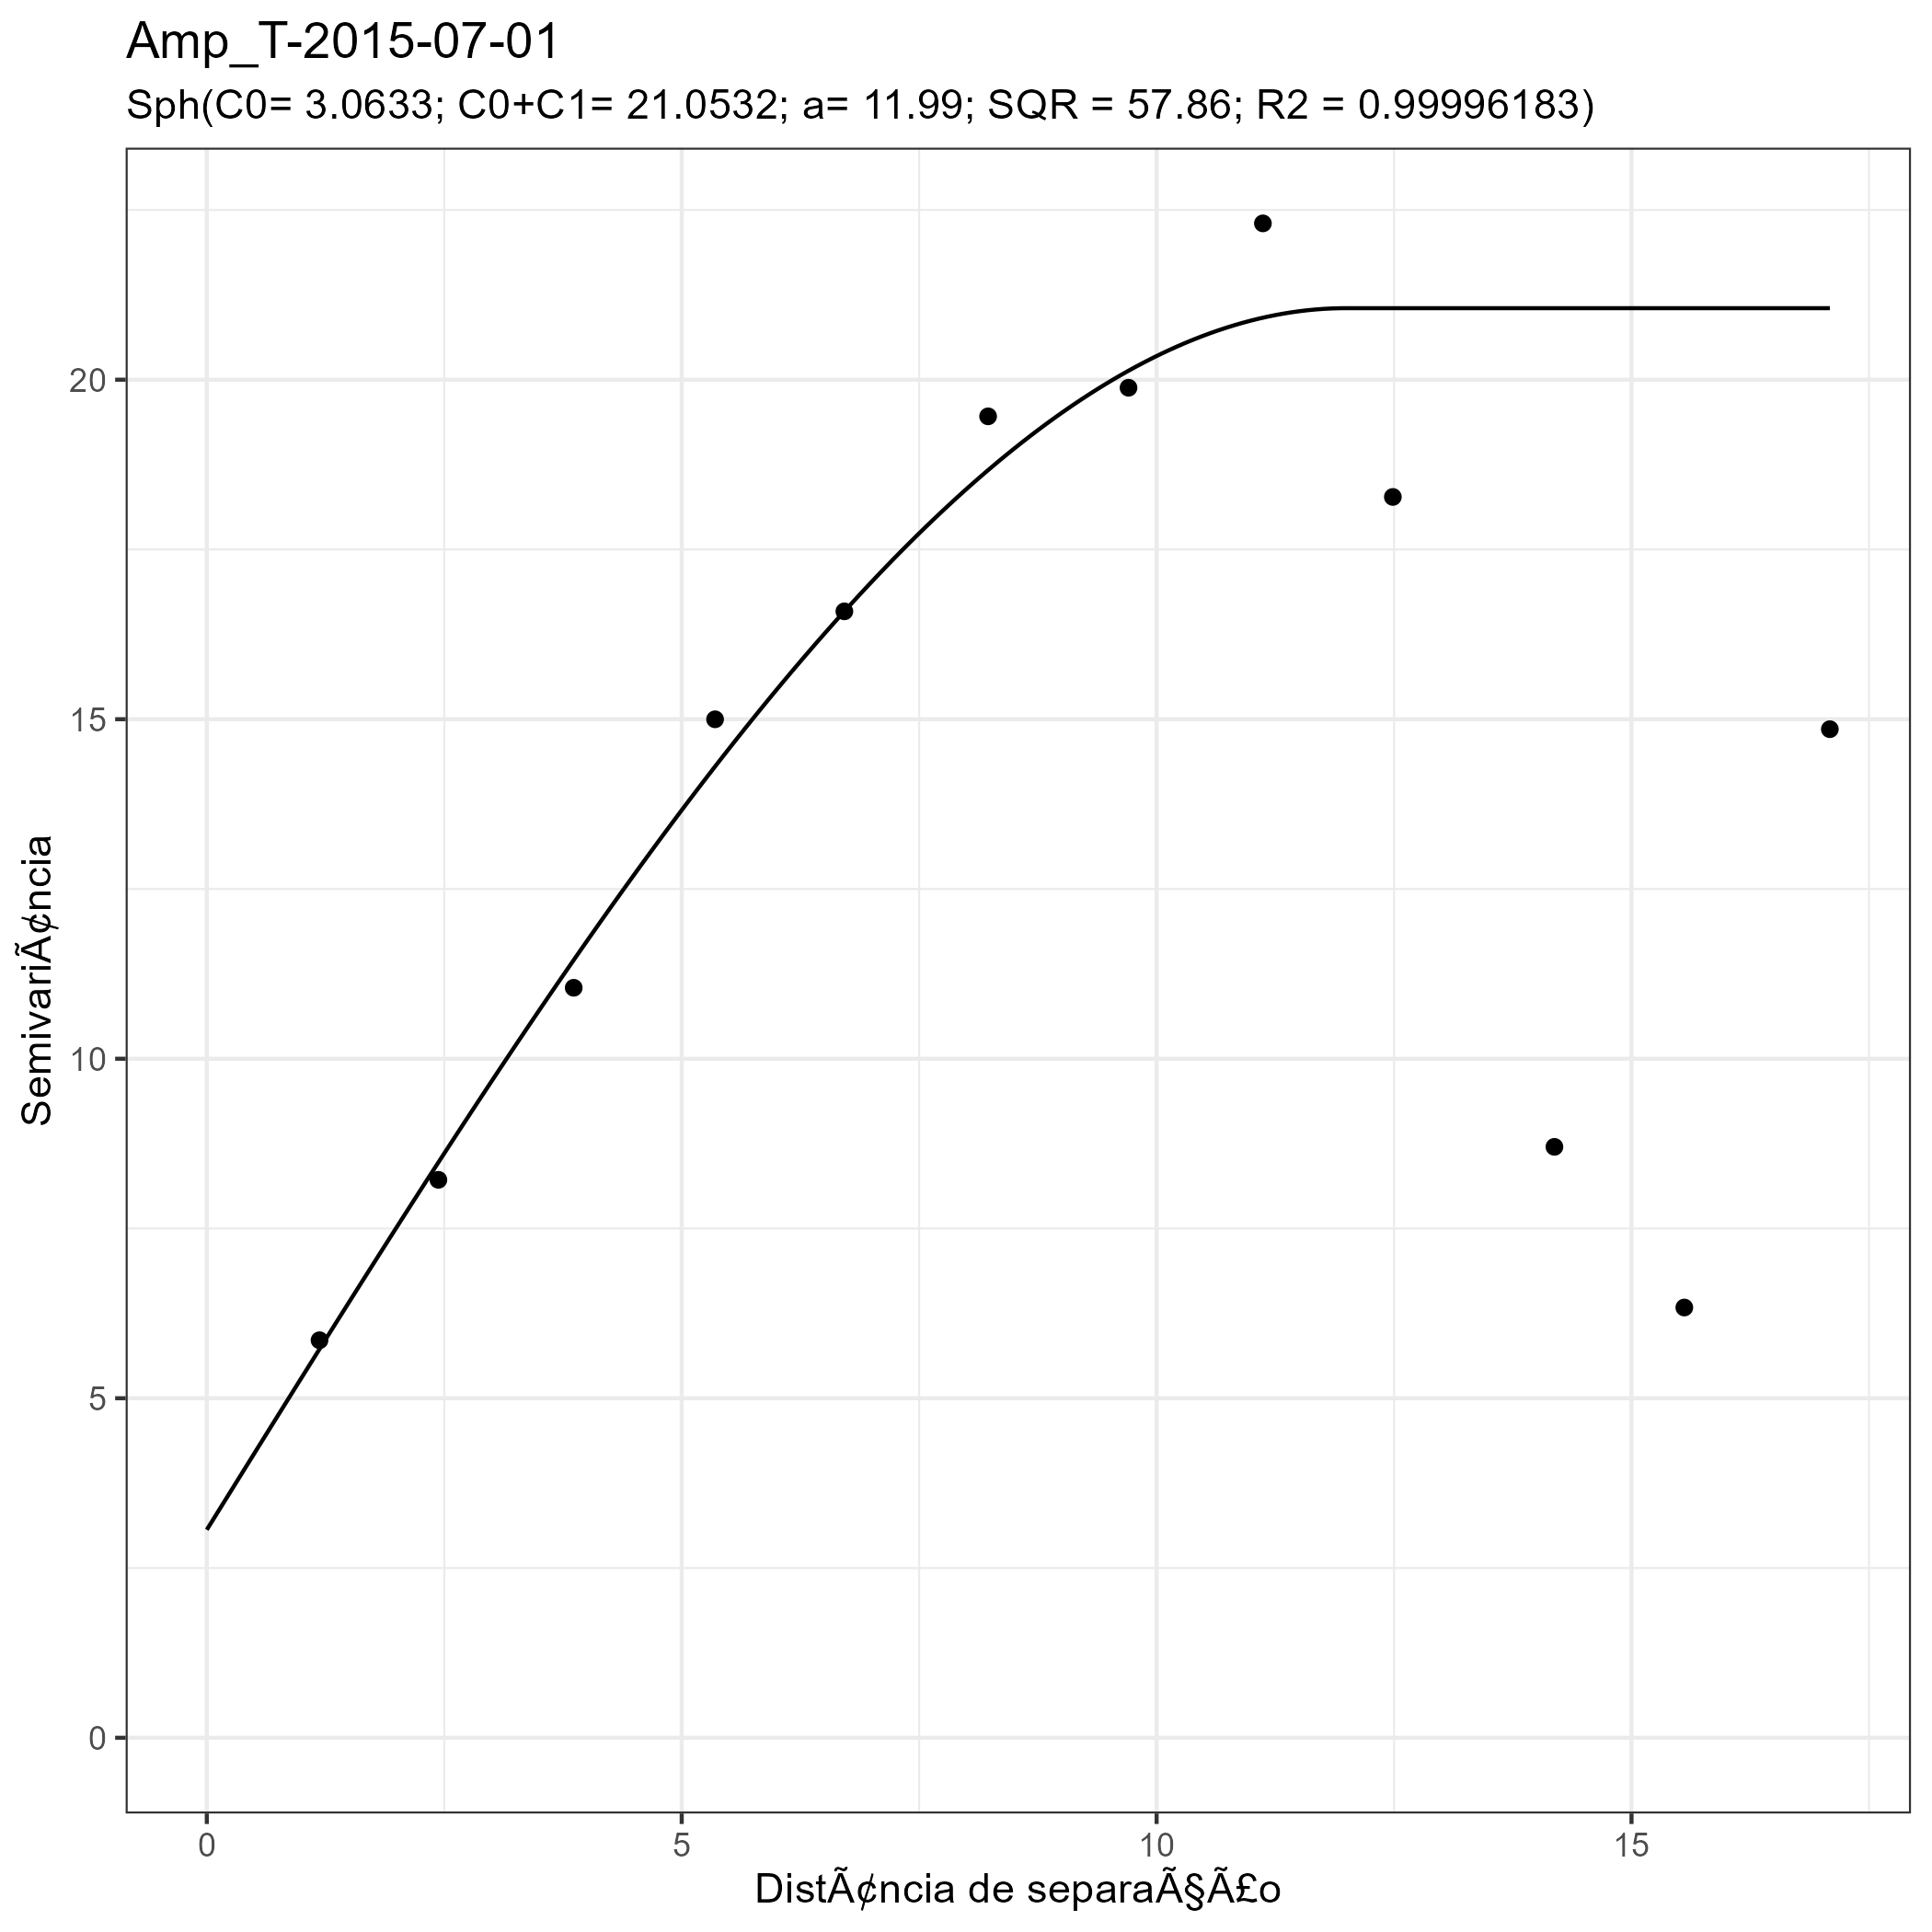 Amp_T-2015-07-01
Sph(C0= 3.0633; C0+C1= 21.0532; a= 11.99; SQR = 57.86; R2 = 0.99996183)
20
15
10
5
0
SemivariÃ¢ncia
0 5 10 15
DistÃ¢ncia de separaÃ§Ã£o